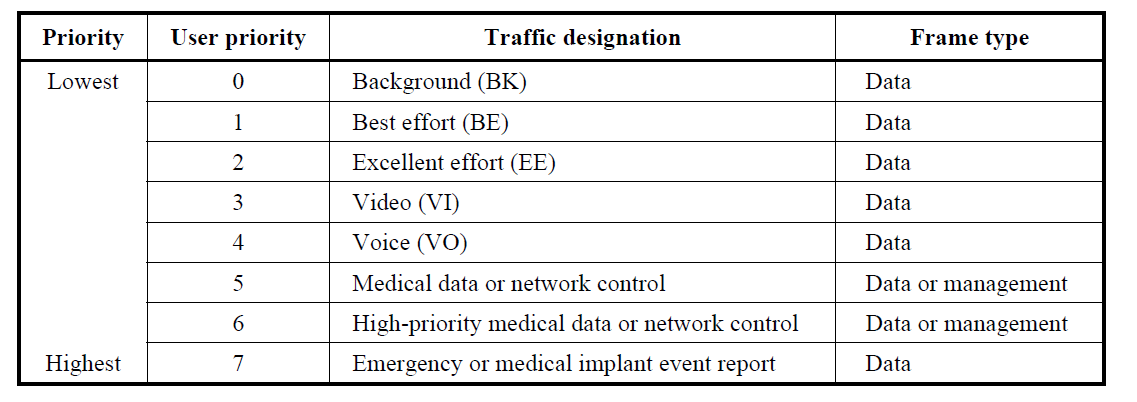 Priority User priority Traffic designation Frame type
Lowest 0 Background (BK) Data
1 Best effort (BE) Data
2 Excellent effort (EE) Data
3 Video (VI) Data
4 Voice (VO) Data
5 Medical data or network control Data or management
6 High-priority medical data or network control Data or management
Highest 7 Emergency or medical implant event report Data